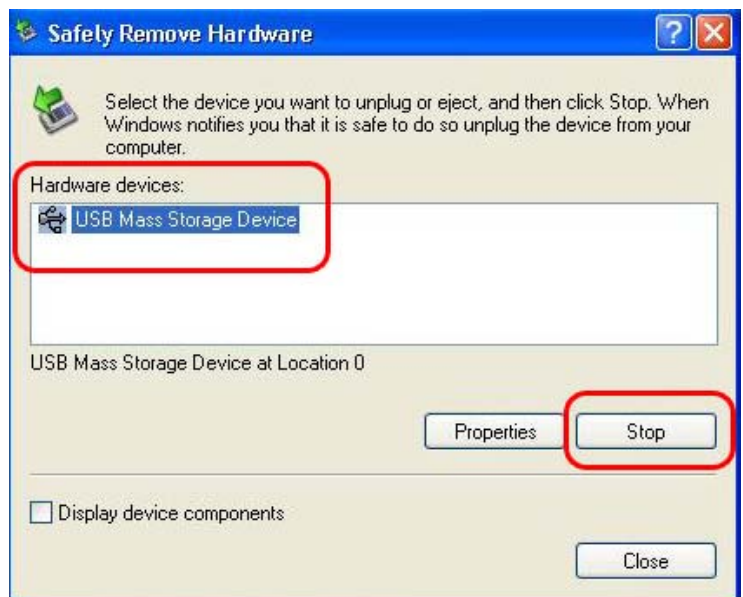 Safely Remove Hardware
Select the device you want to unplug or eject, and then click Stop. When
Windows notifies you that it is safe to do so unplug the device from your
computer.
Hardware devices:
USB Mass Storage Device
USB Mass Storage Device at Location 0
Properties
Stop
Display device components
Close